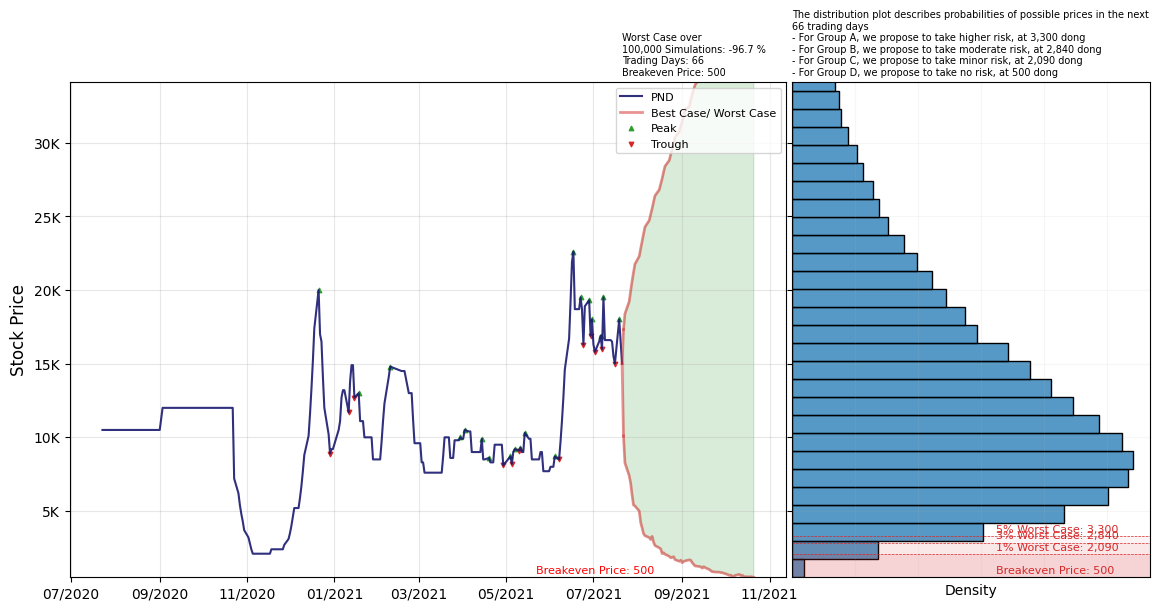 The distribution plot describes probabilities of possible prices in the next
66 trading days
- For Group A, we propose to take higher risk, at 3,300 dong
- For Group B, we propose to take moderate risk, at 2,840 dong
- For Group C, we propose to take minor risk, at 2,090 dong
- For Group D, we propose to take no risk, at 500 dong
Worst Case over
100,000 Simulations: -96.7 %
Trading Days: 66
Breakeven Price: 500
PND
Best Case/ Worst Case
Peak
Trough
Stock Price
30K
25K
20K
15K
10K
5K
Breakeven Price: 500
07/2020
09/2020
11/2020
01/2021
03/2021
05/2021
07/2021
09/2021
11/2021
5% Worst Case: 3,300
3% Worst Case: 2,840
1% Worst Case: 2,090
Breakeven Price: 500
Density